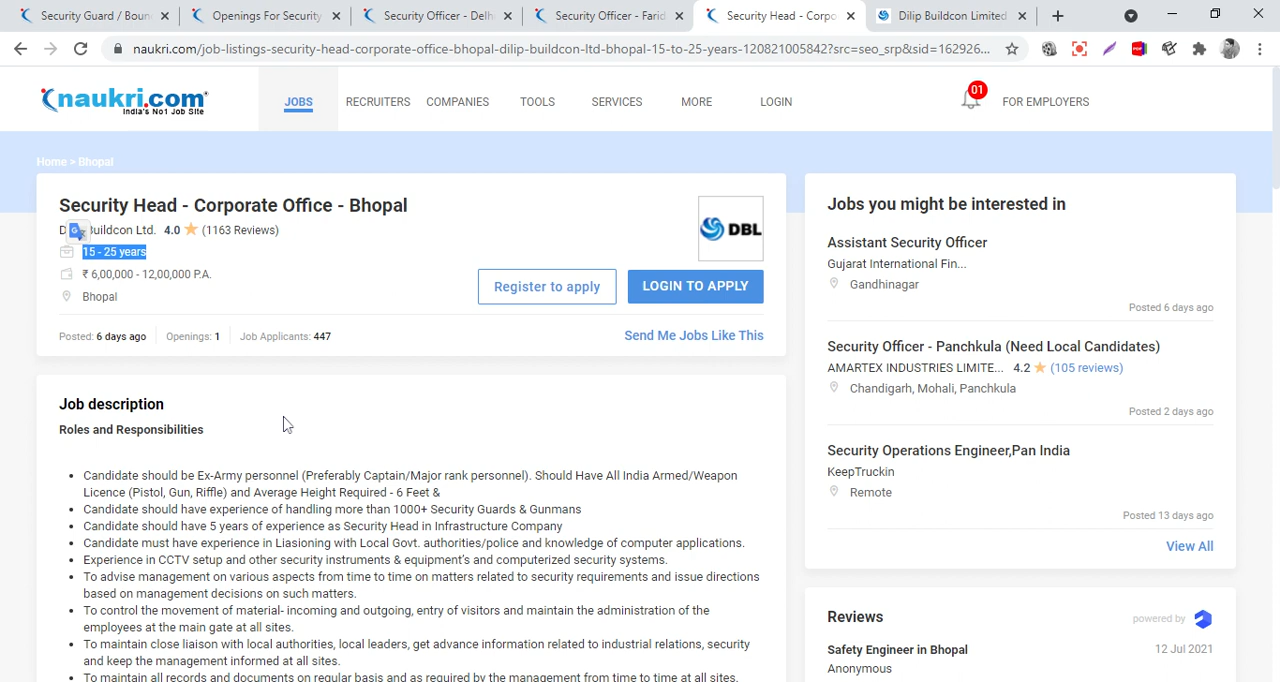 Security Guard / Boun
Openings For Security
Security Officer - Delh
Security Officer - Farid
Security Head - Corpo
Dilip Buildcon Limited
naukri.com/job-listings-security-head-corporate-office-bhopal-dilip-buildcon-ltd-bhopal-15-to-25-years-120821005842?src=seo_srp&sid=162926...
PDF
naukri.com
India's No1 Job Site
JOBS
RECRUITERS
COMPANIES
TOOLS
SERVICES
MORE
LOGIN
01
FOR EMPLOYERS
Home > Bhopal
Security Head - Corporate Office - Bhopal
Buildcon Ltd. 4.0 (1163 Reviews)
15 - 25 years
₹ 6,00,000 - 12,00,000 P.A.
Bhopal
DBL
Register to apply
LOGIN TO APPLY
Posted: 6 days ago
Openings: 1
Job Applicants: 447
Send Me Jobs Like This
Job description
Roles and Responsibilities
• Candidate should be Ex-Army personnel (Preferably Captain/Major rank personnel). Should Have All India Armed/Weapon
Licence (Pistol, Gun, Riffle) and Average Height Required - 6 Feet &
• Candidate should have experience of handling more than 1000+ Security Guards & Gunmans
• Candidate should have 5 years of experience as Security Head in Infrastructure Company
• Candidate must have experience in Liasioning with Local Govt. authorities/police and knowledge of computer applications.
• Experience in CCTV setup and other security instruments & equipment's and computerized security systems.
• To advise management on various aspects from time to time on matters related to security requirements and issue directions
based on management decisions on such matters.
• To control the movement of material- incoming and outgoing, entry of visitors and maintain the administration of the
employees at the main gate at all sites.
• To maintain close liaison with local authorities, local leaders, get advance information related to industrial relations, security
and keep the management informed at all sites.
• To maintain all records and documents on regular basis and as required by the management from time to time at all sites.
Jobs you might be interested in
Assistant Security Officer
Gujarat International Fin...
Gandhinagar
Posted 6 days ago
Security Officer - Panchkula (Need Local Candidates)
AMARTEX INDUSTRIES LIMITE... 4.2 (105 reviews)
Chandigarh, Mohali, Panchkula
Posted 2 days ago
Security Operations Engineer,Pan India
KeepTruckin
Remote
Posted 13 days ago
View All
Reviews
powered by
Safety Engineer in Bhopal
12 Jul 2021
Anonymous